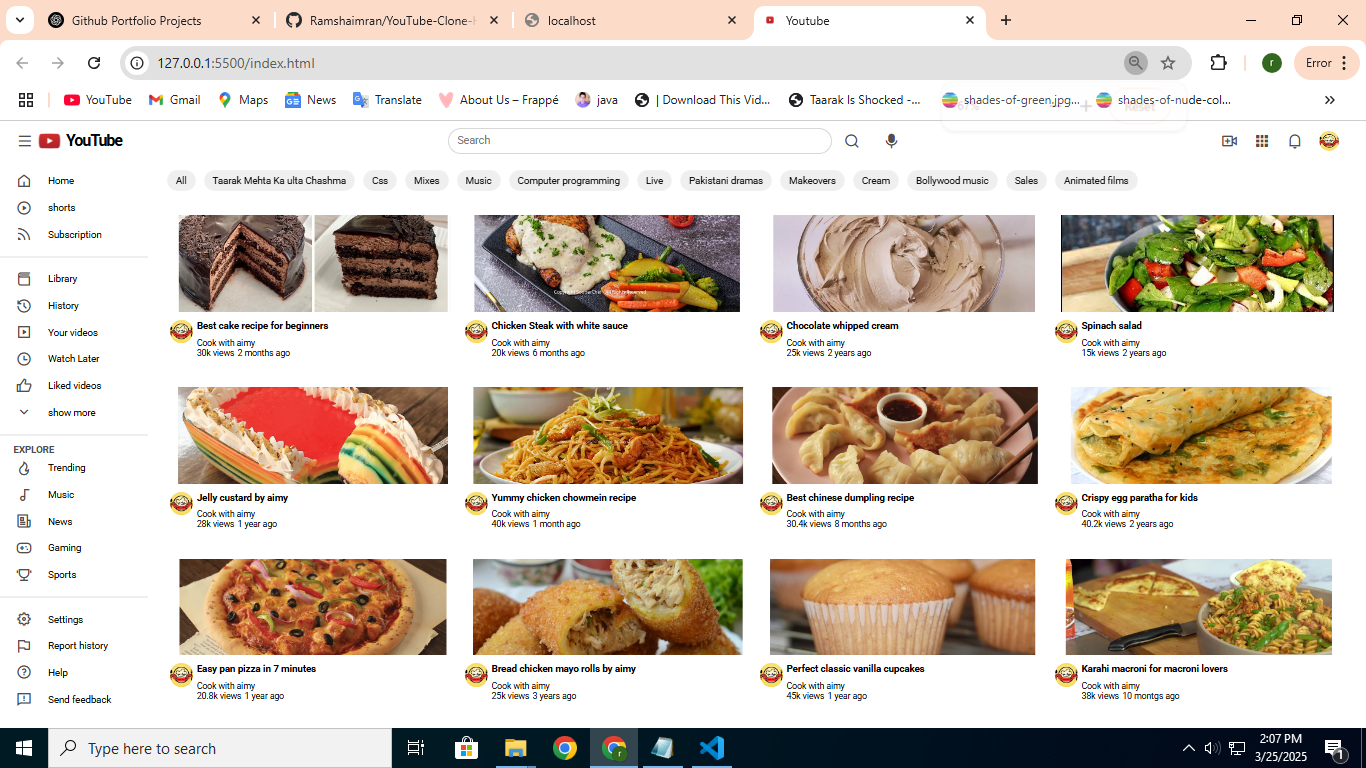 Github Portfolio Projects
Ramshaimran/YouTube-Clone-
localhost
Youtube
127.0.0.1:5500/index.html
r
Error
YouTube
Gmail
Maps
News
Translate
About Us – Frappé
java
| Download This Vid...
Taarak Is Shocked -...
shades-of-green.jpg...
shades-of-nude-col...
Reset
YouTube
Search
All
Taarak Mehta Ka ulta Chashma
Css
Mixes
Music
Computer programming
Live
Pakistani dramas
Makeovers
Cream
Bollywood music
Sales
Animated films
Home
shorts
Subscription
Library
History
Your videos
Watch Later
Liked videos
show more
EXPLORE
Trending
Music
News
Gaming
Sports
Settings
Report history
Help
Send feedback
Best cake recipe for beginners
Cook with aimy
30k views 2 months ago
Chicken Steak with white sauce
Cook with aimy
20k views 6 months ago
Chocolate whipped cream
Cook with aimy
25k views 2 years ago
Spinach salad
Cook with aimy
15k views 2 years ago
Jelly custard by aimy
Cook with aimy
28k views 1 year ago
Yummy chicken chowmein recipe
Cook with aimy
40k views 1 month ago
Best chinese dumpling recipe
Cook with aimy
30.4k views 8 months ago
Crispy egg paratha for kids
Cook with aimy
40.2k views 2 years ago
Easy pan pizza in 7 minutes
Cook with aimy
20.8k views 1 year ago
Bread chicken mayo rolls by aimy
Cook with aimy
25k views 3 years ago
Perfect classic vanilla cupcakes
Cook with aimy
45k views 1 year ago
Karahi macroni for macroni lovers
Cook with aimy
38k views 10 montgs ago
Type here to search
r
2:07 PM
3/25/2025
1